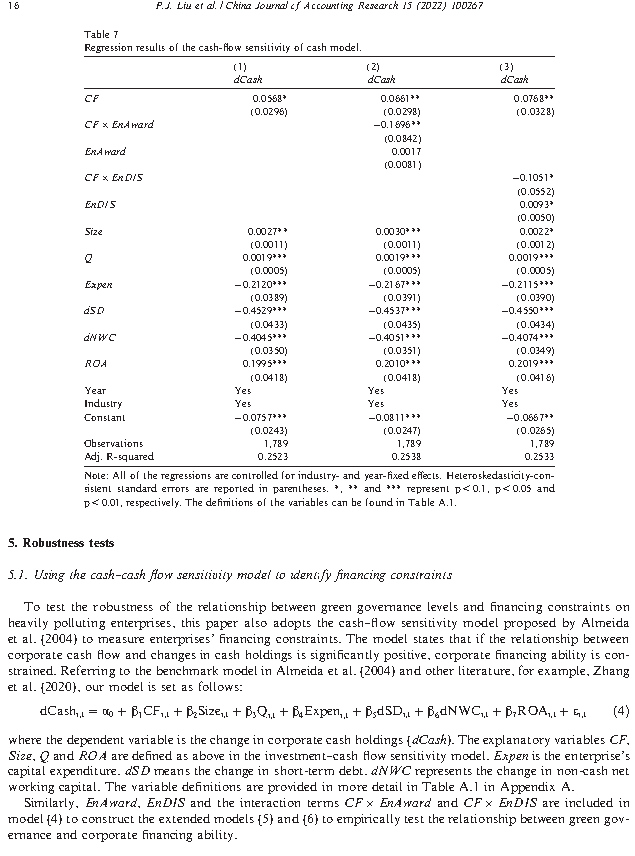 16 P.J. Liu et al. / China Journal of Accounting Research 15 (2022) 100267
Table 7
Regression results of the cash-flow sensitivity of cash model.
(1) (2) (3)
dCash dCash dCash
CF 0.0568* 0.0661** 0.0768**
(0.0296) (0.0298) (0.0328)
CF × EnAward −0.1696**
(0.0842)
EnAward 0.0017
(0.0081)
CF × EnDIS −0.1051*
(0.0552)
EnDIS 0.0093*
(0.0050)
Size 0.0027** 0.0030*** 0.0022*
(0.0011) (0.0011) (0.0012)
Q 0.0019*** 0.0019*** 0.0019***
(0.0005) (0.0005) (0.0005)
Expen −0.2120*** −0.2167*** −0.2115***
(0.0389) (0.0391) (0.0390)
dSD −0.4529*** −0.4537*** −0.4550***
(0.0433) (0.0435) (0.0434)
dNWC −0.4045*** −0.4051*** −0.4074***
(0.0350) (0.0351) (0.0349)
ROA 0.1995*** 0.2010*** 0.2019***
(0.0418) (0.0418) (0.0416)
Year Yes Yes Yes
Industry Yes Yes Yes
Constant −0.0757*** −0.0811*** −0.0667**
(0.0243) (0.0247) (0.0265)
Observations 1,789 1,789 1,789
Adj. R-squared 0.2523 0.2538 0.2533
Note: All of the regressions are controlled for industry- and year-fixed effects. Heteroskedasticity-con-
sistent standard errors are reported in parentheses. *, ** and *** represent p < 0.1, p < 0.05 and
p < 0.01, respectively. The definitions of the variables can be found in Table A.1.
5. Robustness tests
5.1. Using the cash–cash flow sensitivity model to identify financing constraints
To test the robustness of the relationship between green governance levels and financing constraints on
heavily polluting enterprises, this paper also adopts the cash–flow sensitivity model proposed by Almeida
et al. (2004) to measure enterprises' financing constraints. The model states that if the relationship between
corporate cash flow and changes in cash holdings is significantly positive, corporate financing ability is con-
strained. Referring to the benchmark model in Almeida et al. (2004) and other literature, for example, Zhang
et al. (2020), our model is set as follows:
dCashi,t = α0 + β1CFi,t + β2Sizei,t + β3Qi,t + β4Expeni,t + β5dSDi,t + β6dNWCi,t + β7ROAi,t + εi,t (4)
where the dependent variable is the change in corporate cash holdings (dCash). The explanatory variables CF,
Size, Q and ROA are defined as above in the investment–cash flow sensitivity model. Expen is the enterprise's
capital expenditure. dSD means the change in short-term debt. dNWC represents the change in non-cash net
working capital. The variable definitions are provided in more detail in Table A.1 in Appendix A.
Similarly, EnAward, EnDIS and the interaction terms CF × EnAward and CF × EnDIS are included in
model (4) to construct the extended models (5) and (6) to empirically test the relationship between green gov-
ernance and corporate financing ability.